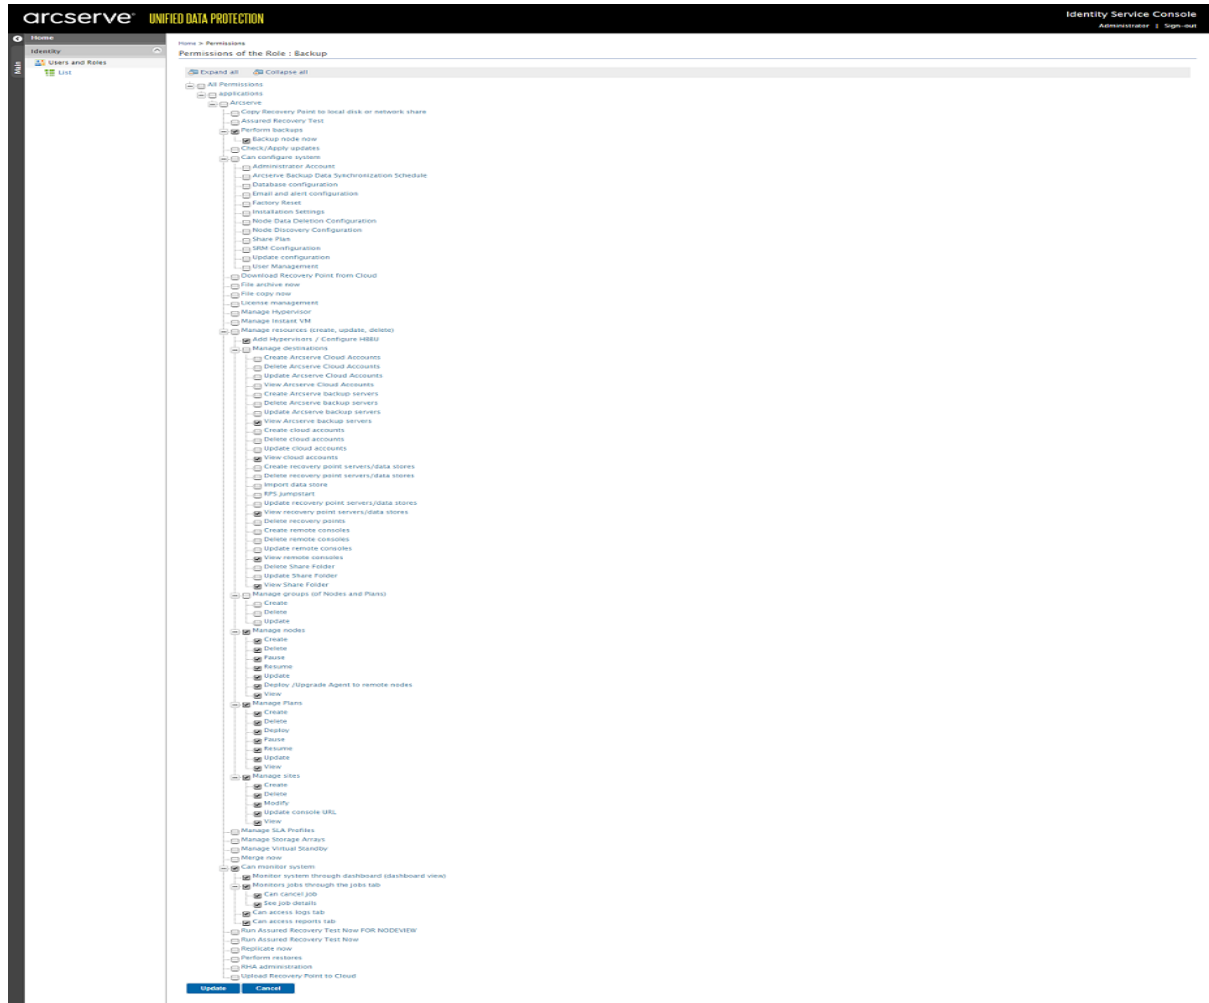 arcserve® UNIFIED DATA PROTECTION
Identity Service Console
Administrator | Sign-out
Home
Identity
Main
Users and Roles
List
Home > Permissions
Permissions of the Role : Backup
Expand all Collapse all
All Permissions
applications
Arcserve
Copy Recovery Point to local disk or network share
Assured Recovery Test
Perform backups
Backup node now
Check/Apply updates
Can configure system
Administrator Account
Arcserve Backup Data Synchronization Schedule
Database configuration
Email and alert configuration
Factory Reset
Installation Settings
Node Data Deletion Configuration
Node Discovery Configuration
Share Plan
SRM Configuration
Update configuration
User Management
Download Recovery Point from Cloud
File archive now
File copy now
License management
Manage Hypervisor
Manage Instant VM
Manage resources (create, update, delete)
Add Hypervisors / Configure HBBU
Manage destinations
Create Arcserve Cloud Accounts
Delete Arcserve Cloud Accounts
Update Arcserve Cloud Accounts
View Arcserve Cloud Accounts
Create Arcserve backup servers
Delete Arcserve backup servers
Update Arcserve backup servers
View Arcserve backup servers
Create cloud accounts
Delete cloud accounts
Update cloud accounts
View cloud accounts
Create recovery point servers/data stores
Delete recovery point servers/data stores
Import data store
RPS Jumpstart
Update recovery point servers/data stores
View recovery point servers/data stores
Delete recovery points
Create remote consoles
Delete remote consoles
Update remote consoles
View remote consoles
Delete Share Folder
Update Share Folder
View Share Folder
Manage groups (of Nodes and Plans)
Create
Delete
Update
Manage nodes
Create
Delete
Pause
Resume
Update
Deploy /Upgrade Agent to remote nodes
View
Manage Plans
Create
Delete
Deploy
Pause
Resume
Update
View
Manage sites
Create
Delete
Modify
Update console URL
View
Manage SLA Profiles
Manage Storage Arrays
Manage Virtual Standby
Merge now
Can monitor system
Monitor system through dashboard (dashboard view)
Monitors jobs through the jobs tab
Can cancel job
See job details
Can access logs tab
Can access reports tab
Run Assured Recovery Test Now FOR NODEVIEW
Run Assured Recovery Test Now
Replicate now
Perform restores
RHA administration
Upload Recovery Point to Cloud
Update Cancel